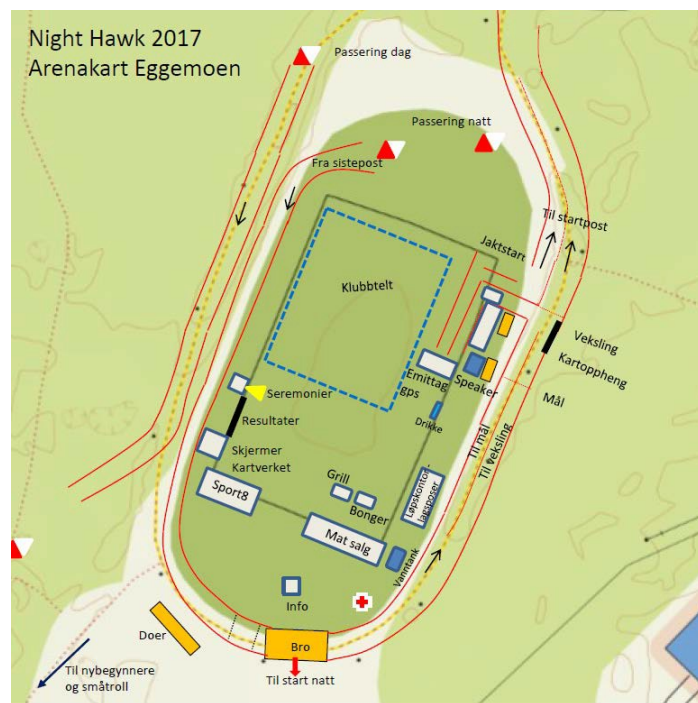 Night Hawk 2017
Arenakart Eggemoen
Passering dag
Passering natt
Fra sistepost
Til startpost
Jaktstart
Klubbtelt
Veksling
Kartoppheng
Emittag
gps
Speaker
Seremonier
Mål
Drikke
Resultater
Til mål
Til veksling
Skjermer
Kartverket
Sport8
Grill
Bonger
Løpskontor
lagsposer
Mat salg
Vanntank
Info
Doer
Bro
Til nybegynnere
og småtroll
Til start natt